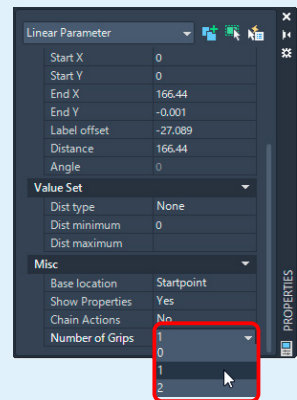 Linear Parameter
Start X 0
Start Y 0
End X 166.44
End Y -0.001
Label offset -27.089
Distance 166.44
Angle 0
Value Set
Dist type None
Dist minimum 0
Dist maximum
Misc
Base location Startpoint
Show Properties Yes
Chain Actions No
Number of Grips 1
0
1
2
PROPERTIES